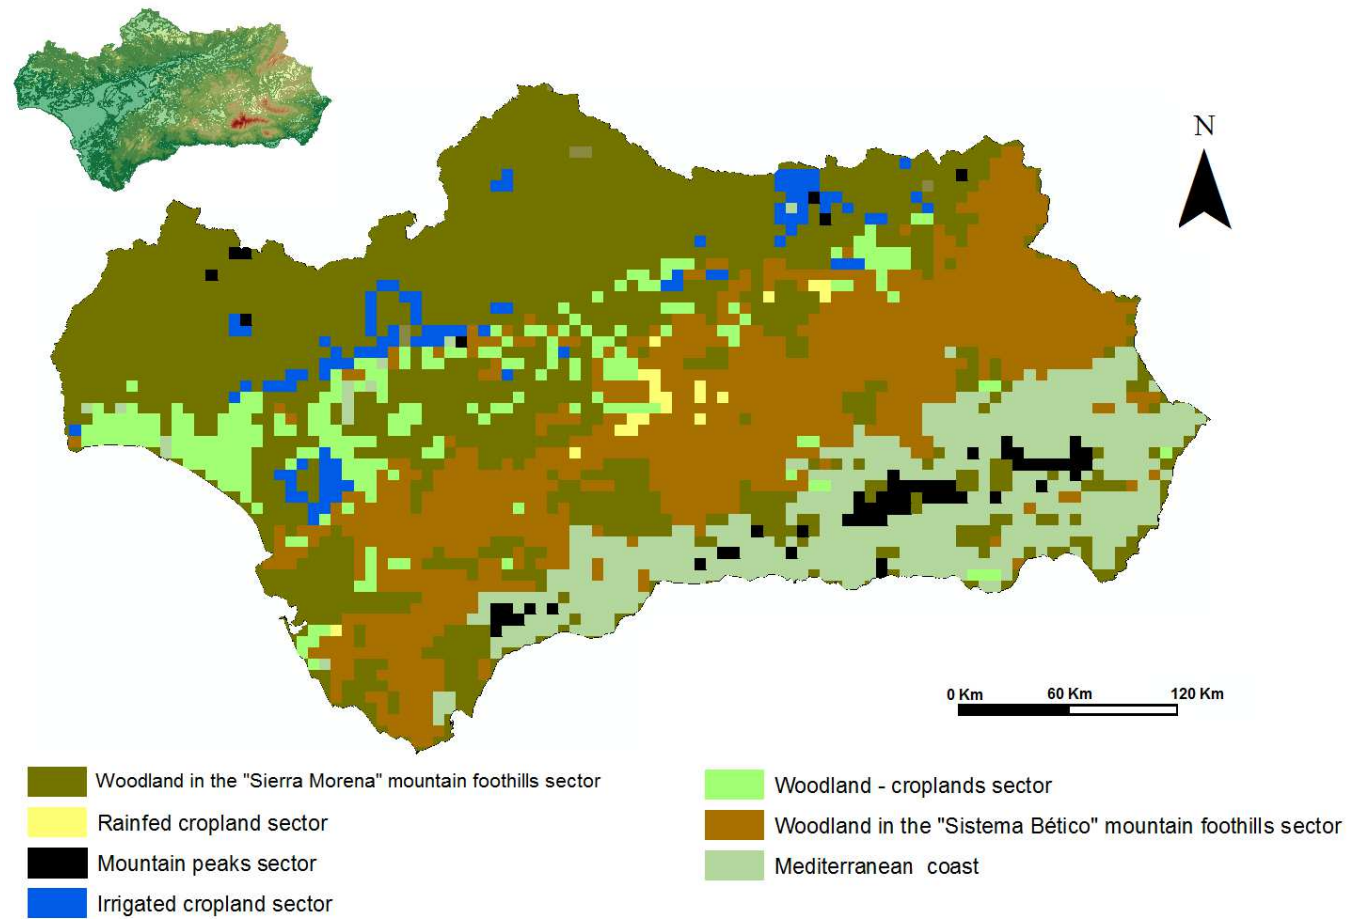 N
0 Km 60 Km 120 Km
Woodland in the "Sierra Morena" mountain foothills sector
Rainfed cropland sector
Mountain peaks sector
Irrigated cropland sector
Woodland - croplands sector
Woodland in the "Sistema Bético" mountain foothills sector
Mediterranean coast